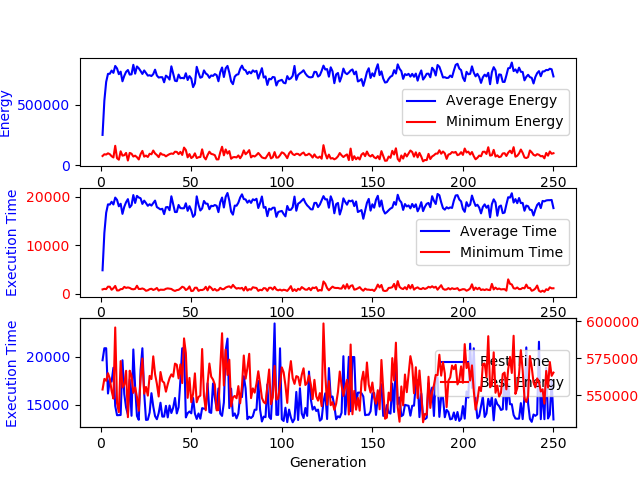 Energy
500000
0
Average Energy
Minimum Energy
0 50 100 150 200 250
Execution Time
20000
10000
0
Average Time
Minimum Time
0 50 100 150 200 250
Execution Time
20000
15000
Best Time
Best Energy
600000
575000
550000
0 50 100 150 200 250
Generation